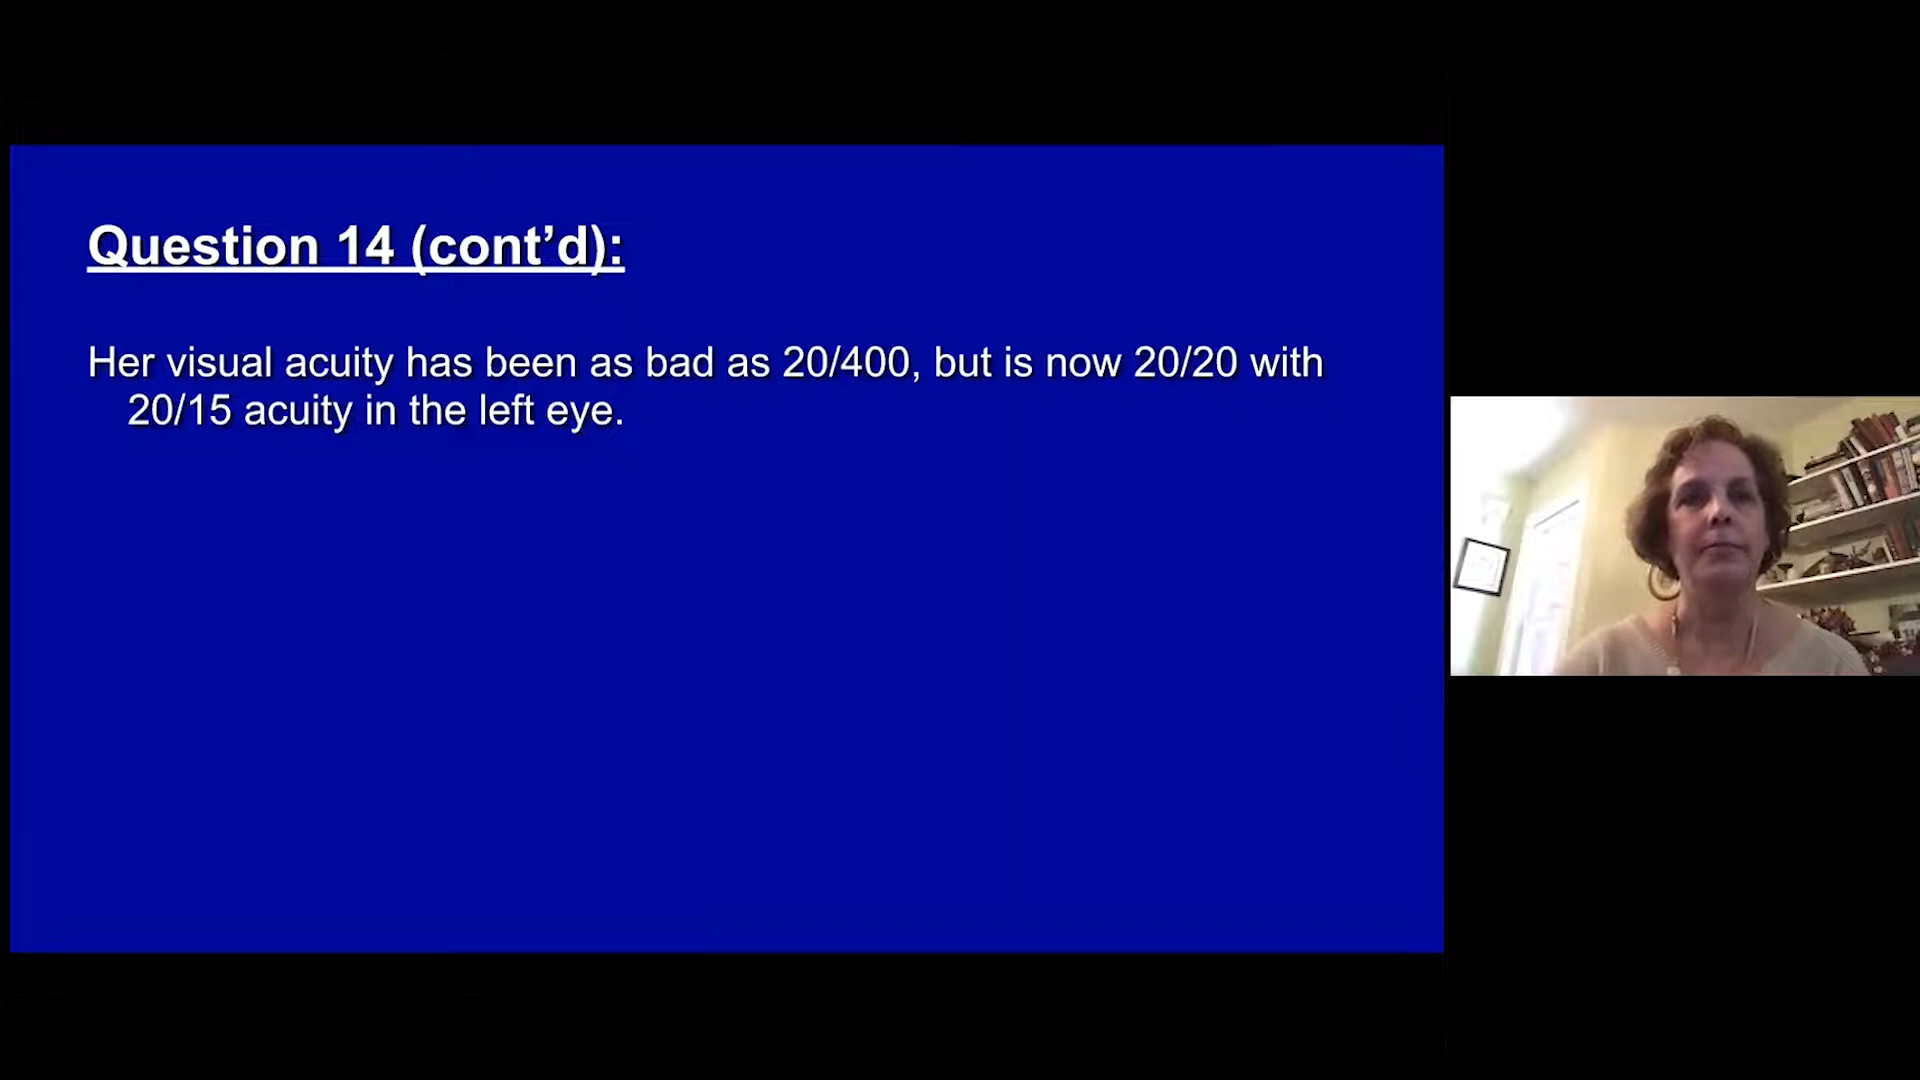 Question 14 (cont’d):
Her visual acuity has been as bad as 20/400, but is now 20/20 with
20/15 acuity in the left eye.